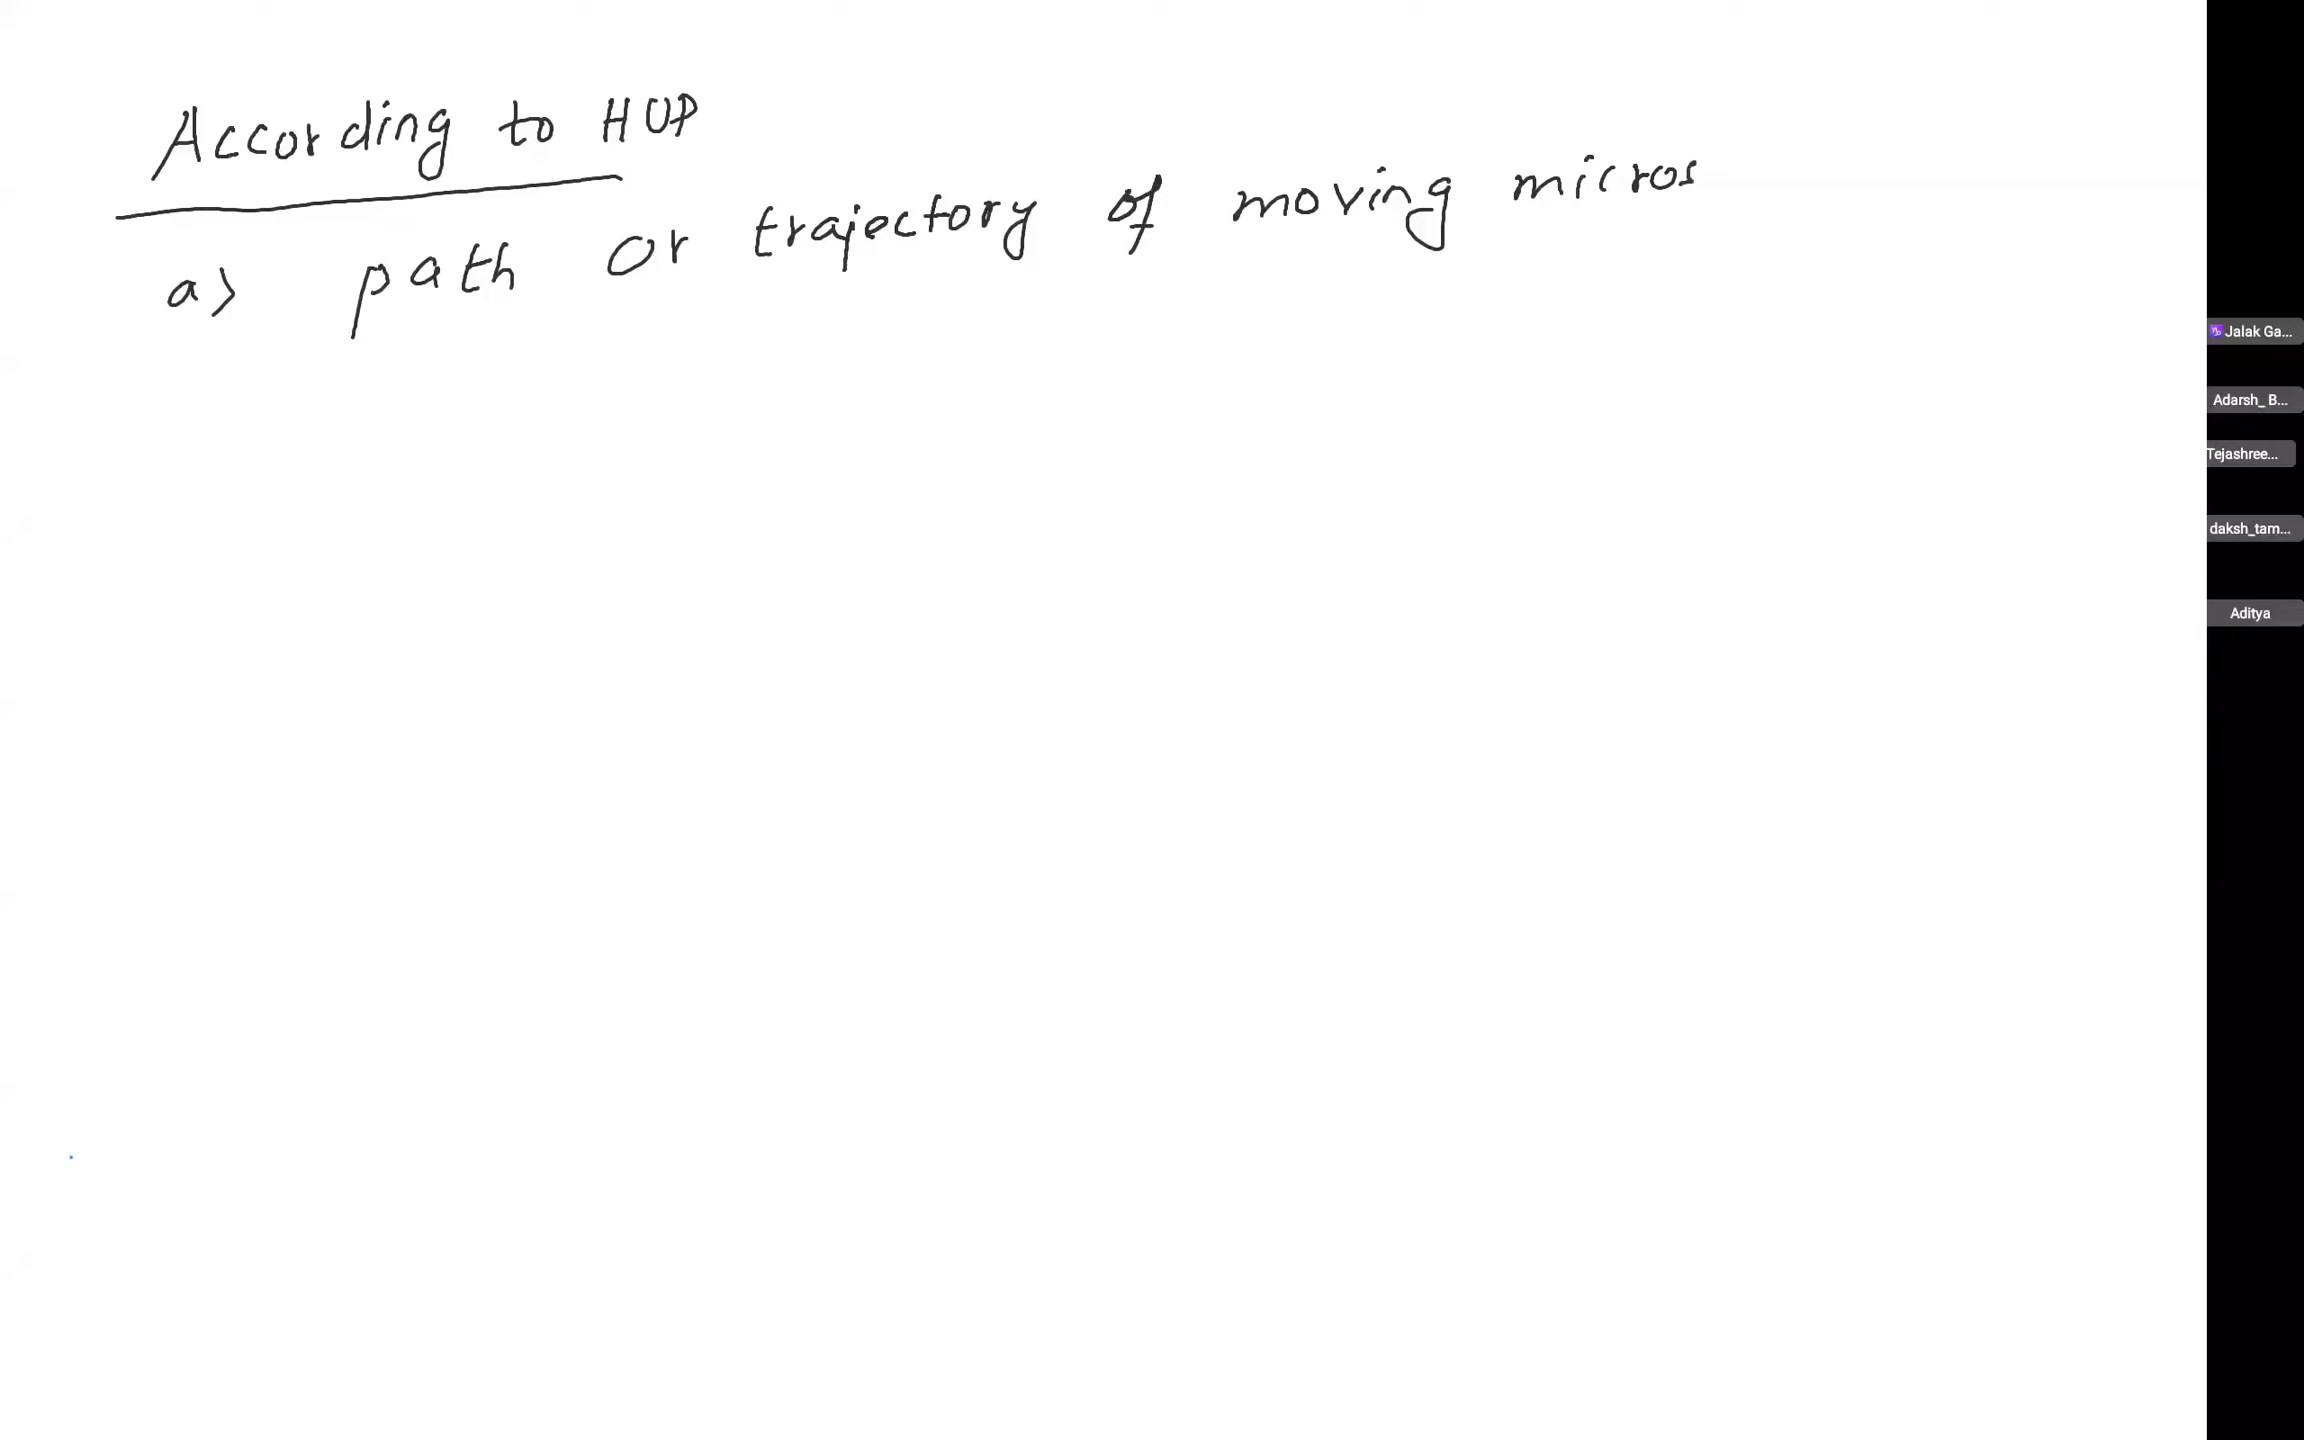 According to HUP
a) path or trajectory of moving micros
Jalak Ga...
Adarsh_ B...
Tejashree...
daksh_tam...
Aditya